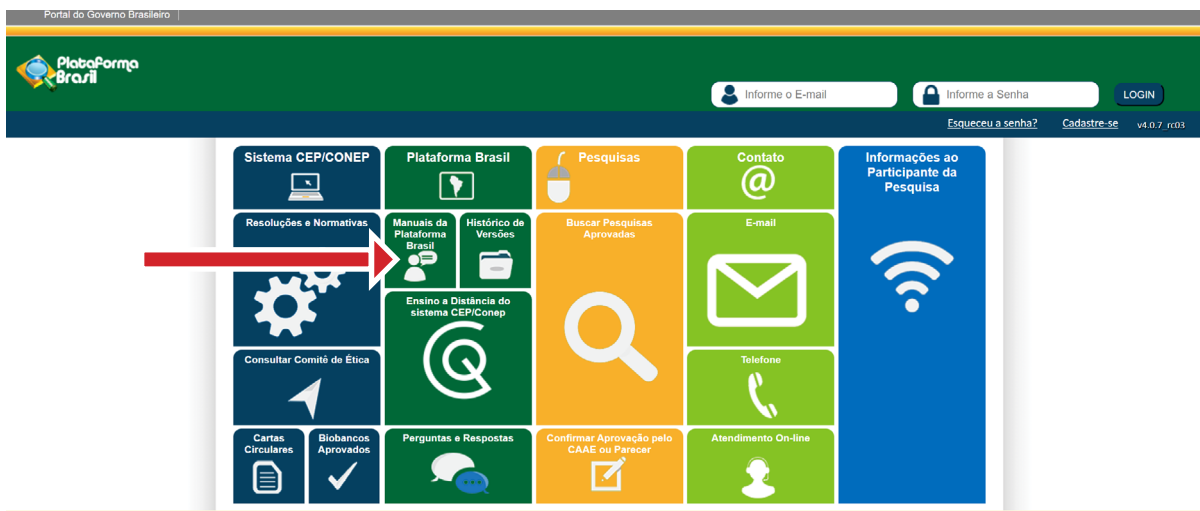 Portal do Governo Brasileiro
Plataforma
Brasil
Informe o E-mail
Informe a Senha
LOGIN
Esqueceu a senha?
Cadastre-se
v4.0.7_rc03
Sistema CEP/CONEP
Plataforma Brasil
Pesquisas
Contato
@
Informações ao
Participante da
Pesquisa
Resoluções e Normativas
Manuais da
Plataforma
Brasil
Histórico de
Versões
Buscar Pesquisas
Aprovadas
E-mail
Ensino a Distância do
sistema CEP/Conep
Consultar Comitê de Ética
Telefone
Cartas
Circulares
Biobancos
Aprovados
Perguntas e Respostas
Confirmar Aprovação pelo
CAAE ou Parecer
Atendimento On-line